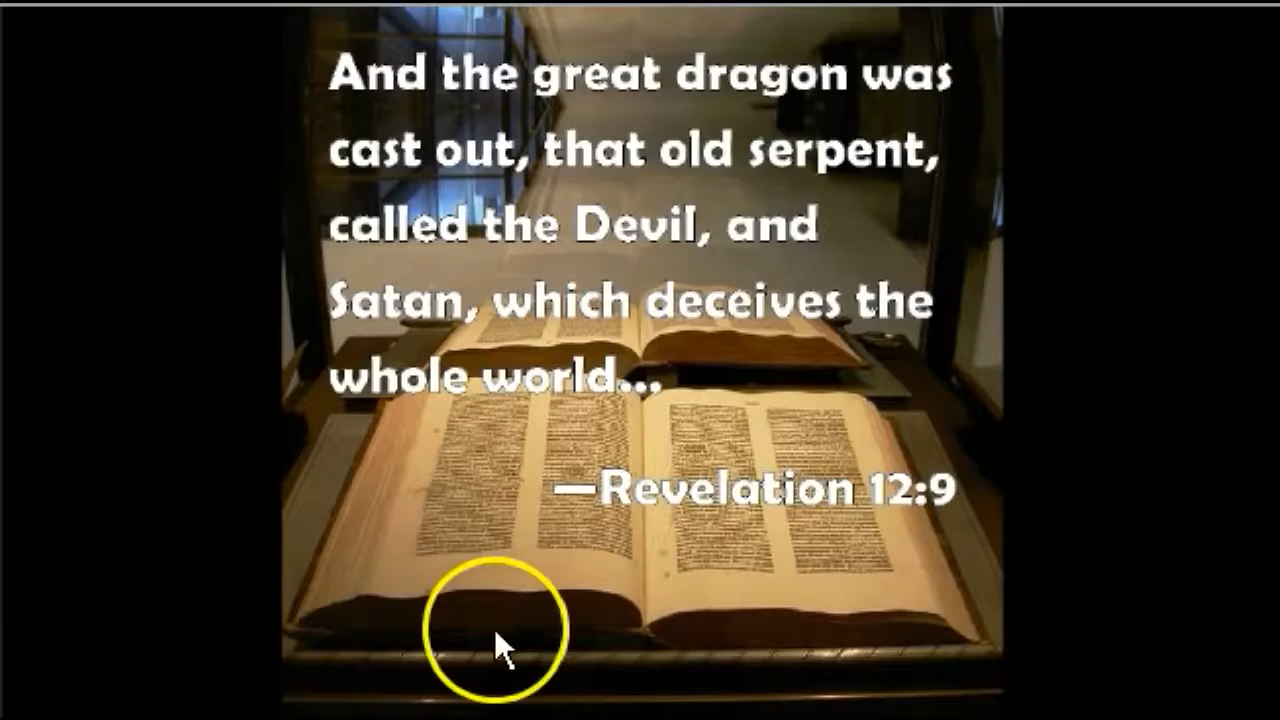 And the great dragon was
cast out, that old serpent,
called the Devil, and
Satan, which deceives the
whole world...
—Revelation 12:9